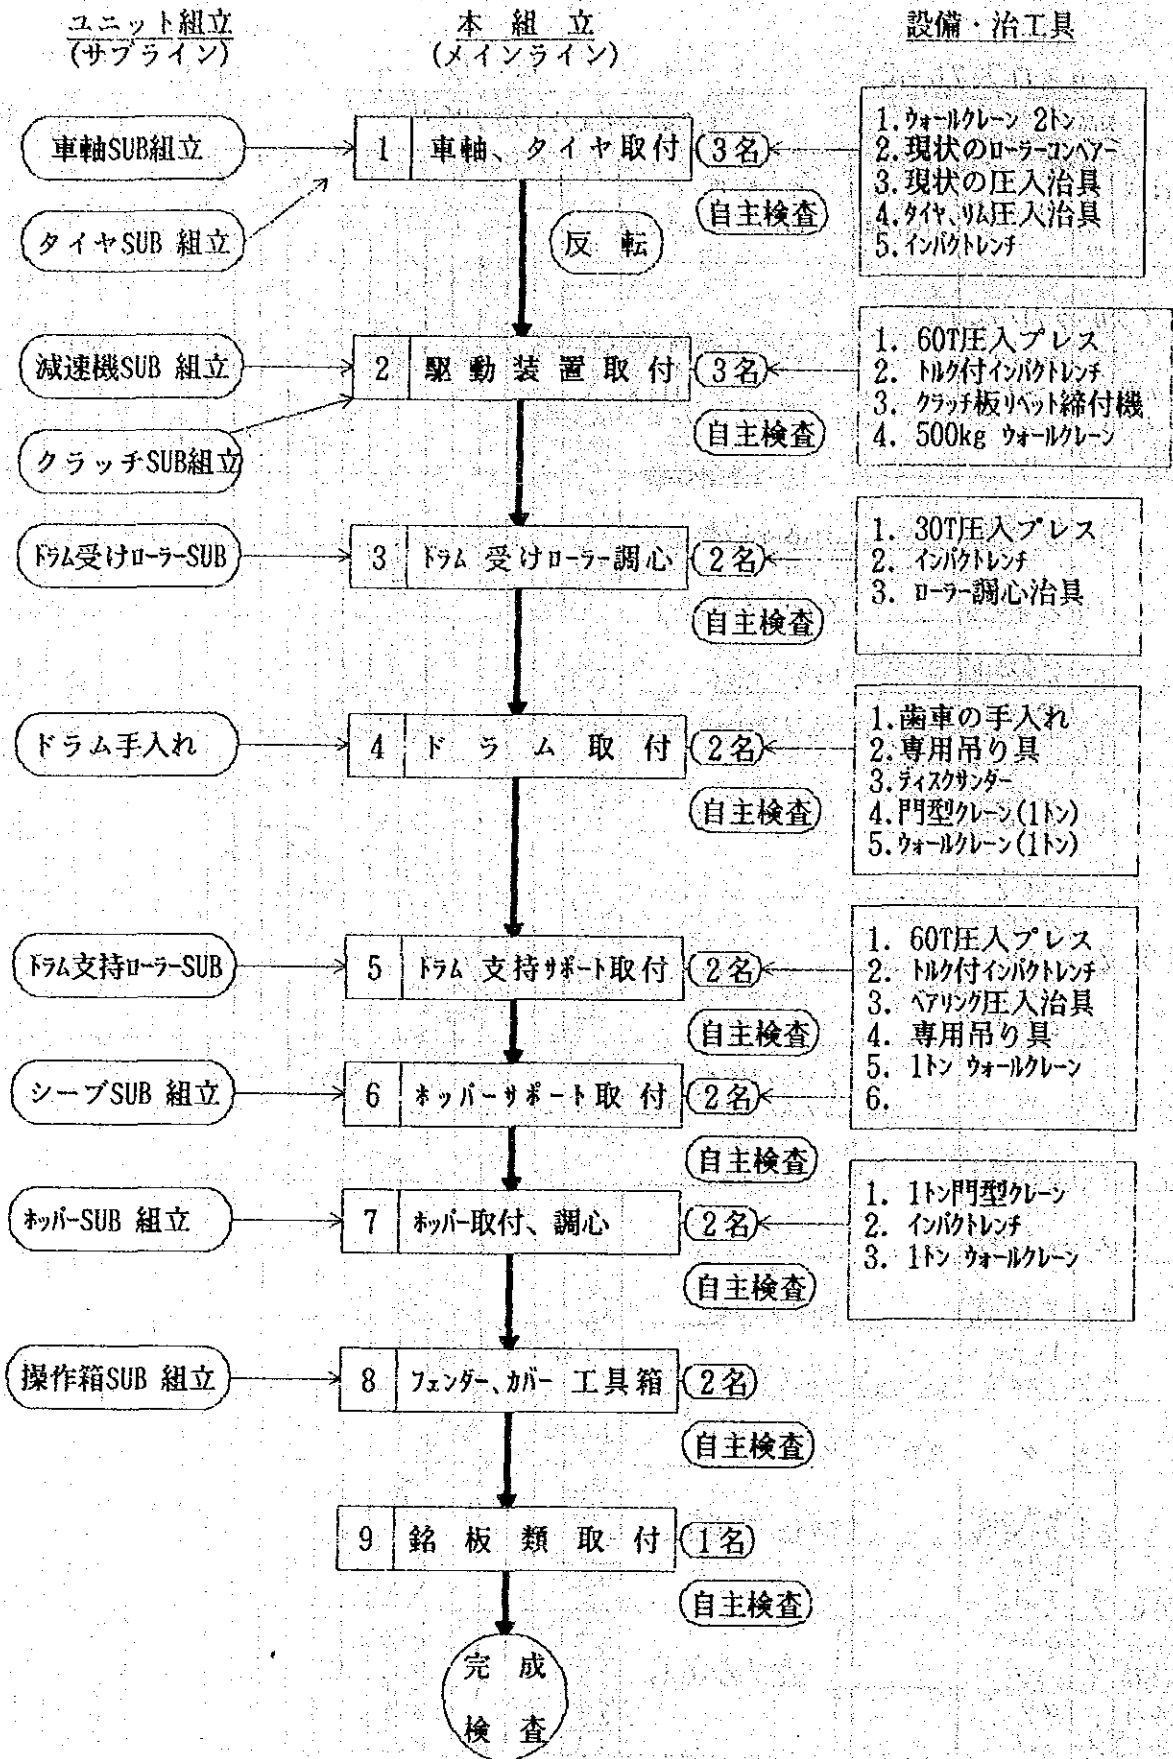 ユニット組立
(サブライン)
本 組 立
(メインライン)
設備・治工具
車軸SUB組立
タイヤSUB 組立
1 車軸、タイヤ取付 (3名)
自主検査
反 転
1.ウォールクレーン 2トン
2.現状のローラーコンベアー
3.現状の圧入治具
4.タイヤ、リム圧入治具
5.インパクトレンチ
減速機SUB 組立
クラッチSUB組立
2 駆 動 装 置 取 付 (3名)
自主検査
1. 60T圧入プレス
2. トルク付インパクトレンチ
3. クラッチ板リベット締付機
4. 500kg ウォールクレーン
ドラム受けローラーSUB
3 ドラム 受けローラー調心 (2名)
自主検査
1. 30T圧入プレス
2. インパクトレンチ
3. ローラー調心治具
ドラム手入れ
4 ド ラ ム 取 付 (2名)
自主検査
1.歯車の手入れ
2.専用吊り具
3.ディスクサンダー
4.門型クレーン(1トン)
5.ウォールクレーン(1トン)
ドラム支持ローラーSUB
5 ドラム 支持サポート取付 (2名)
自主検査
シーブSUB 組立
6 ホッパーサポート取 付 (2名)
自主検査
1. 60T圧入プレス
2. トルク付インパクトレンチ
3. ベアリング圧入治具
4. 専用吊り具
5. 1トン ウォールクレーン
6.
ホッパーSUB 組立
7 ホッパー取付、調心 (2名)
自主検査
1. 1トン門型クレーン
2. インパクトレンチ
3. 1トン ウォールクレーン
操作箱SUB 組立
8 フェンダー、カバー 工具箱 (2名)
自主検査
9 銘 板 類 取 付 (1名)
自主検査
完 成
検 査